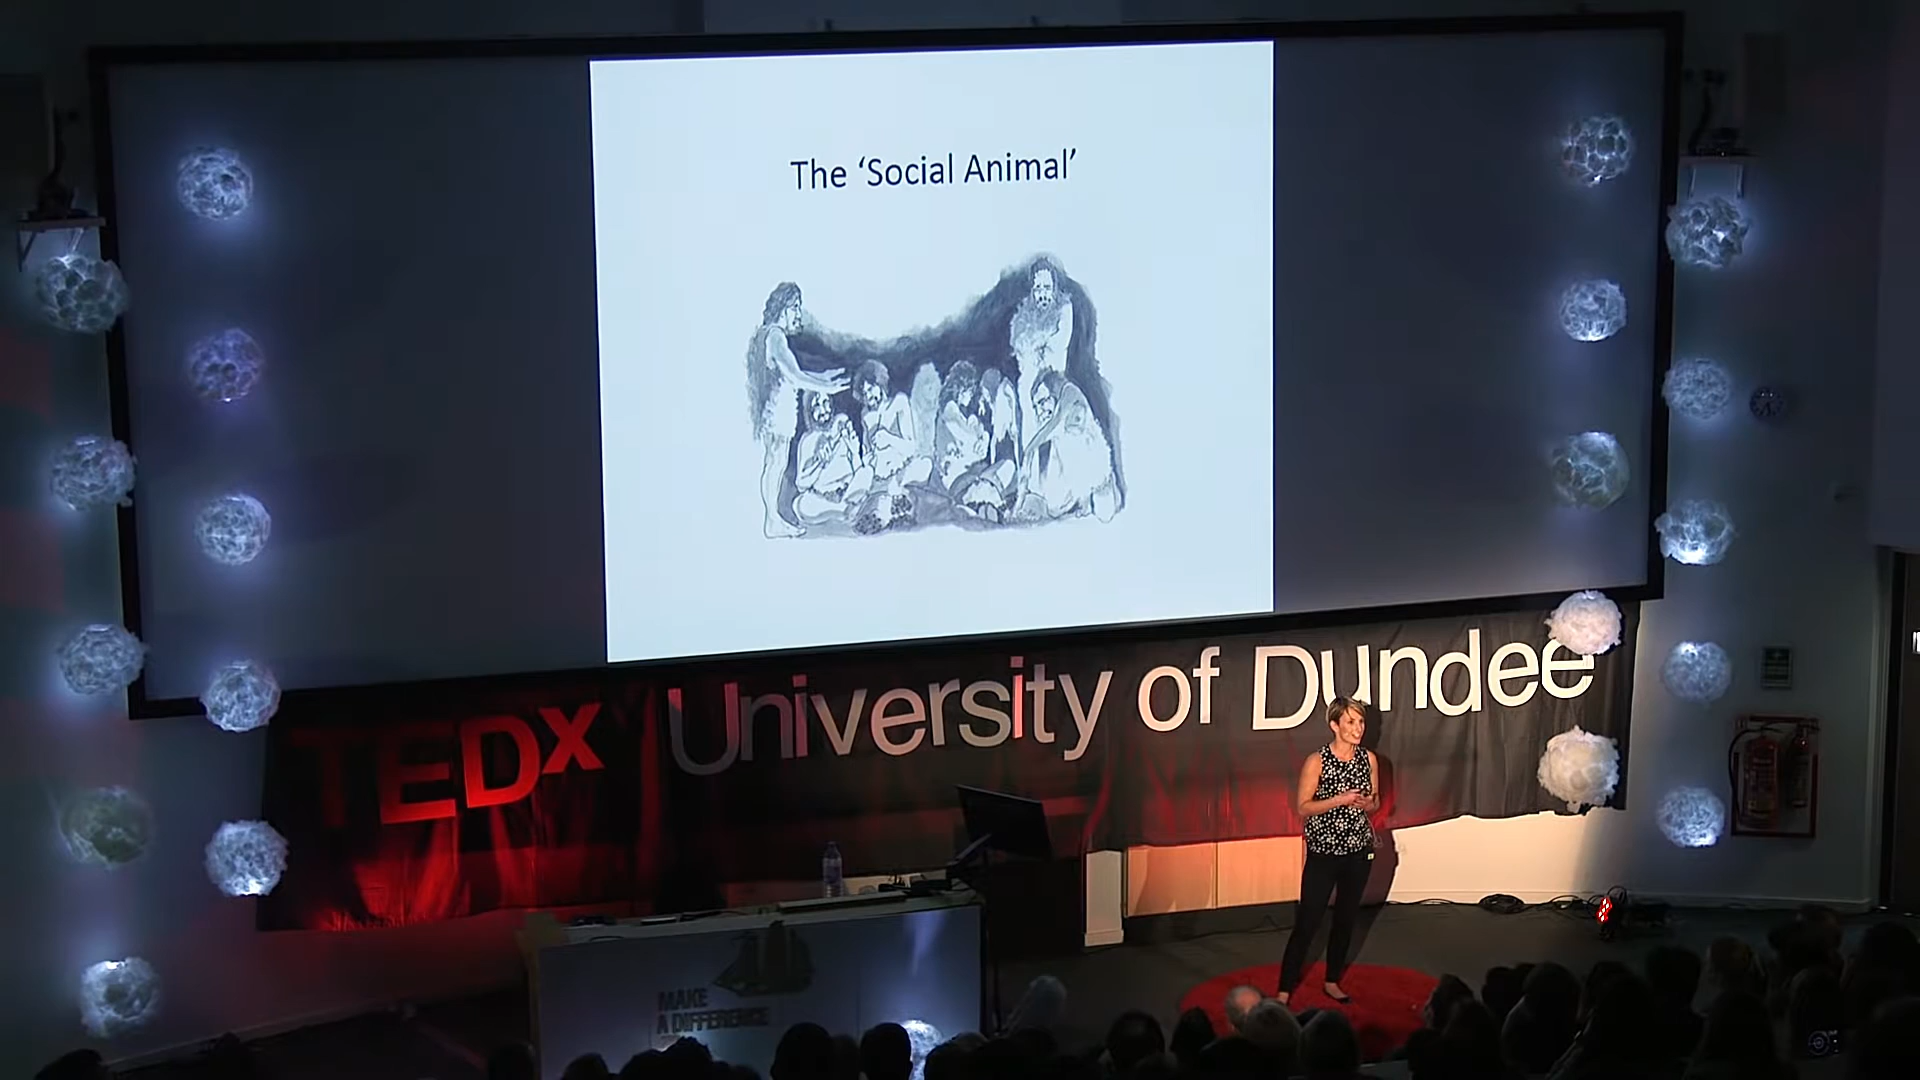 The ‘Social Animal’
TEDx University of Dundee
MAKE
A DIFFERENCE